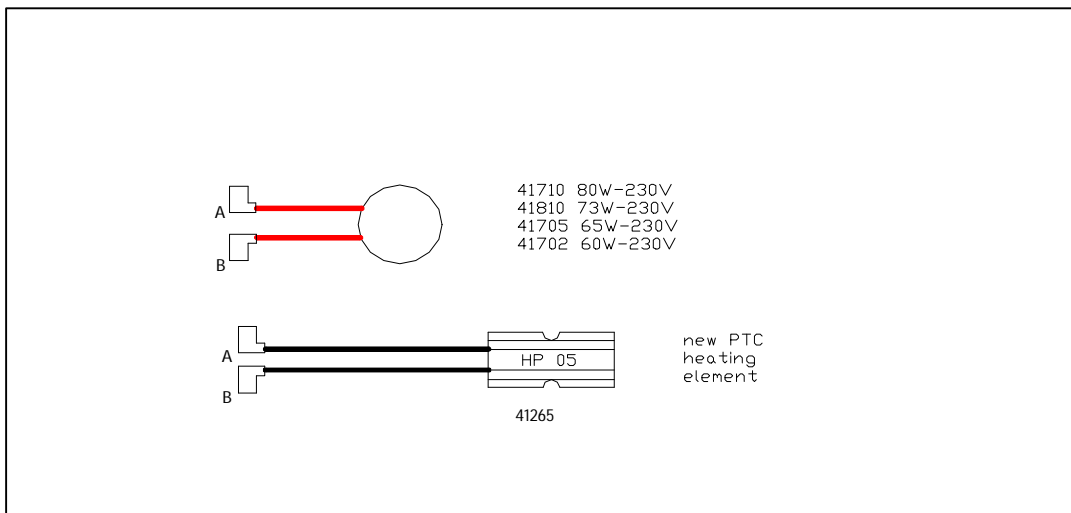 A
B
41710 80W-230V
41810 73W-230V
41705 65W-230V
41702 60W-230V
A
B
HP 05
41265
new PTC
heating
element